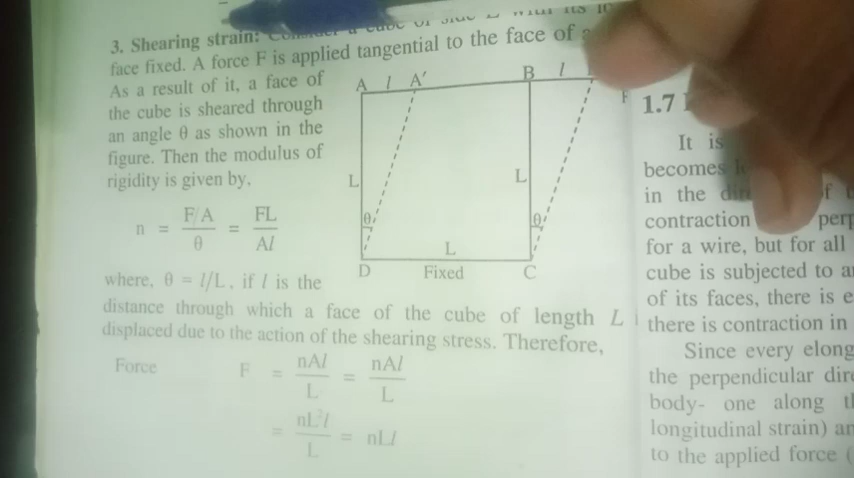 3. Shearing strain:
face fixed. A force F is applied tangential to the face of
As a result of it, a face of
the cube is sheared through
an angle θ as shown in the
figure. Then the modulus of
rigidity is given by,
n = F/A / θ = FL / Al
where, θ = l/L, if l is the
distance through which a face of the cube of length L
displaced due to the action of the shearing stress. Therefore,
Force F = nAl / L = nAl / L
= nL²l / L = nLl
A l A′ B l
L L
θ θ
L
D Fixed C
F
1.7
It is
becomes
in the
contraction
for a wire, but for all
cube is subjected to
of its faces, there is
there is contraction in
Since every elong
the perpendicular dire
body- one along
longitudinal strain)
to the applied force (